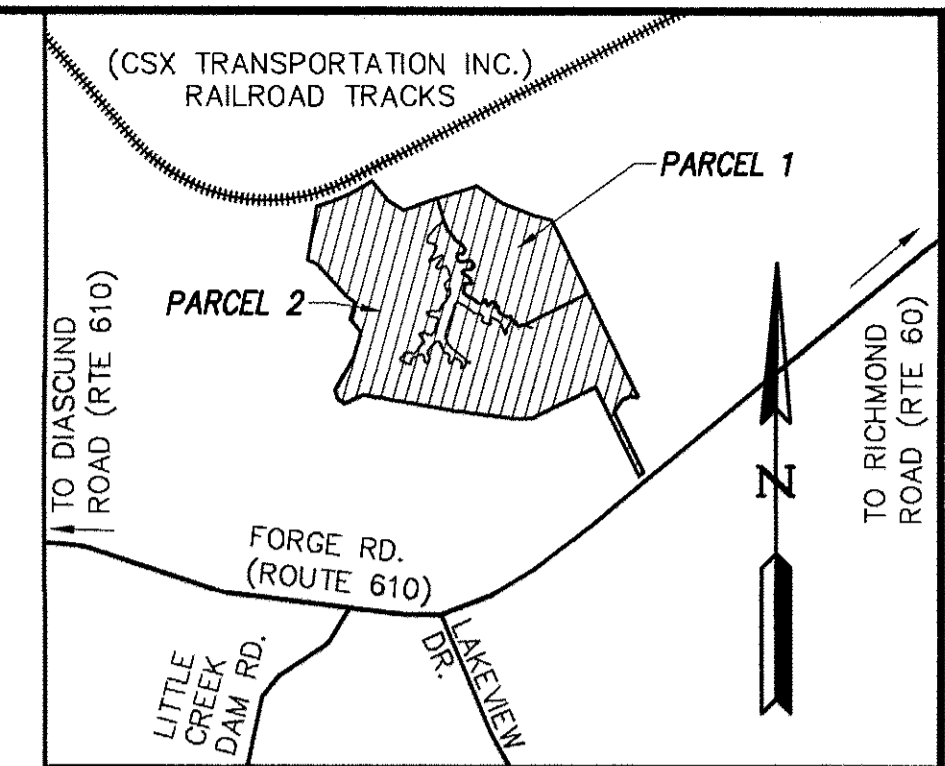 (CSX TRANSPORTATION INC.)
RAILROAD TRACKS
PARCEL 1
PARCEL 2
TO DIASCUND
ROAD (RTE 610)
N
TO RICHMOND
ROAD (RTE 60)
FORGE RD.
(ROUTE 610)
LITTLE
CREEK
DAM RD.
LAKEVIEW
DR.